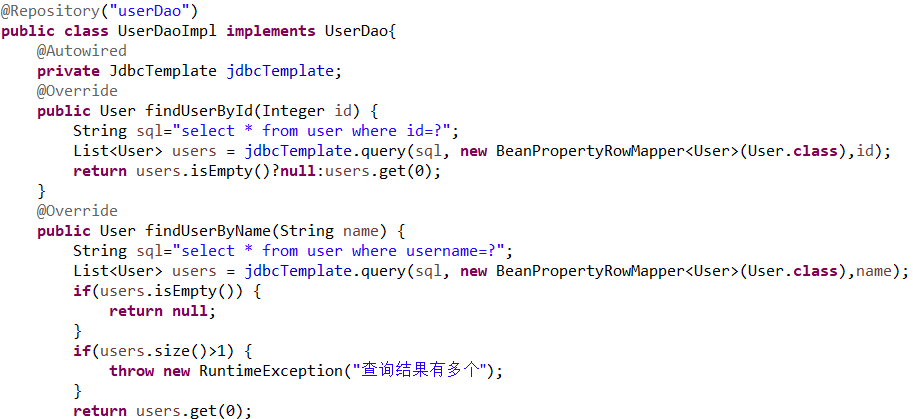 @Repository("userDao")
public class UserDaoImpl implements UserDao{
    @Autowired
    private JdbcTemplate jdbcTemplate;
    @Override
    public User findUserById(Integer id) {
        String sql="select * from user where id=?";
        List<User> users = jdbcTemplate.query(sql, new BeanPropertyRowMapper<User>(User.class),id);
        return users.isEmpty()?null:users.get(0);
    }
    @Override
    public User findUserByName(String name) {
        String sql="select * from user where username=?";
        List<User> users = jdbcTemplate.query(sql, new BeanPropertyRowMapper<User>(User.class),name);
        if(users.isEmpty()) {
            return null;
        }
        if(users.size()>1) {
            throw new RuntimeException("查询结果有多个");
        }
        return users.get(0);